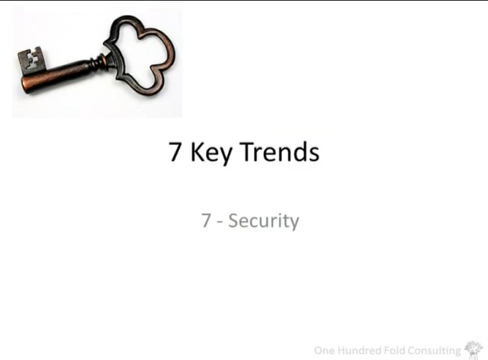 7 Key Trends
7 - Security
One Hundred Fold Consulting